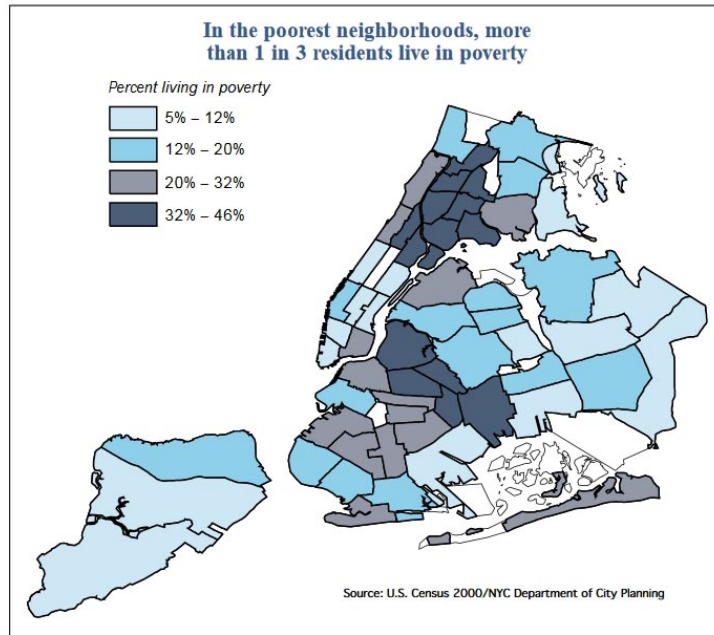 In the poorest neighborhoods, more
than 1 in 3 residents live in poverty
Percent living in poverty
5% – 12%
12% – 20%
20% – 32%
32% – 46%
Source: U.S. Census 2000/NYC Department of City Planning